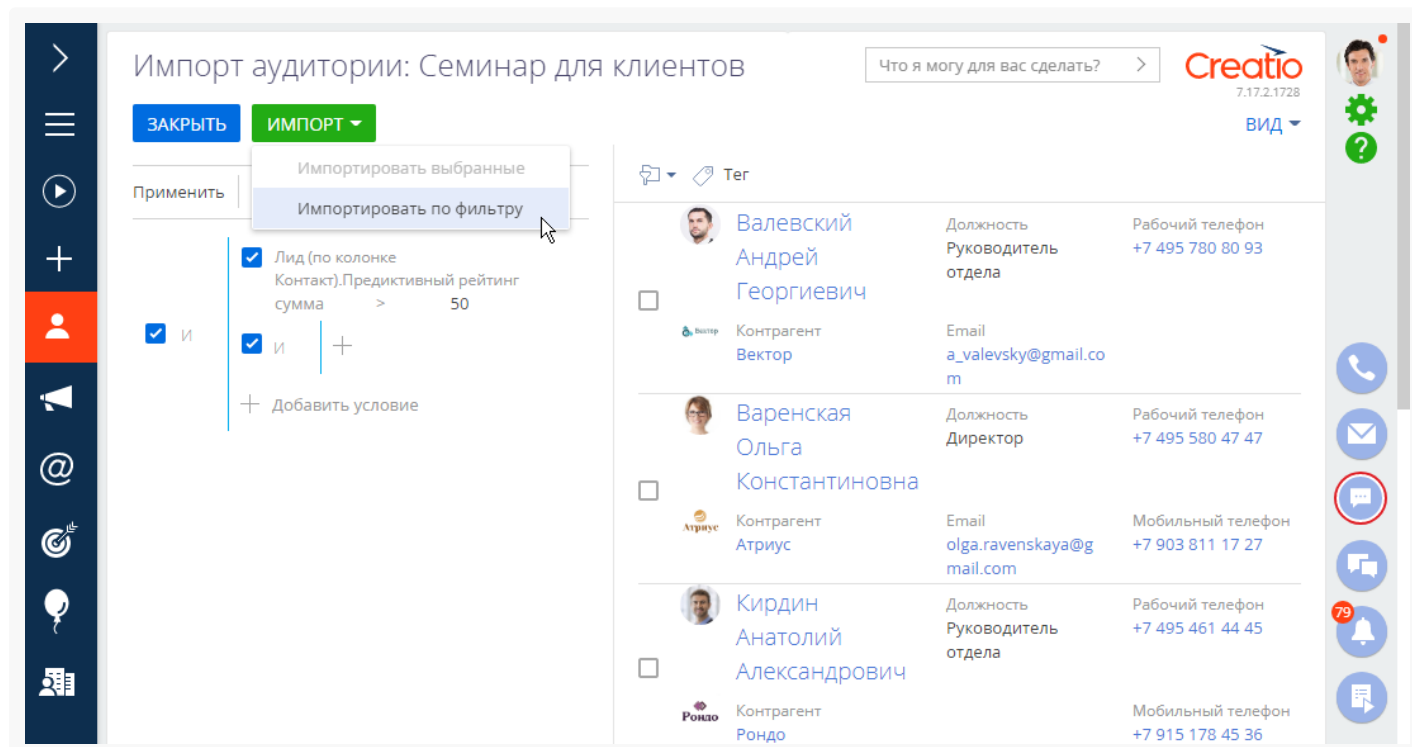 Импорт аудитории: Семинар для клиентов
Что я могу для вас сделать?
Creatio
7.17.2.1728
ЗАКРЫТЬ
ИМПОРТ
ВИД
Импортировать выбранные
Импортировать по фильтру
Применить
Тег
Лид (по колонке
Контакт).Предиктивный рейтинг
сумма > 50
И
И
Добавить условие
Валевский
Андрей
Георгиевич
Должность
Руководитель
отдела
Рабочий телефон
+7 495 780 80 93
Вектор
Контрагент
Вектор
Email
a_valevsky@gmail.co
m
Варенская
Ольга
Константиновна
Должность
Директор
Рабочий телефон
+7 495 580 47 47
Атриус
Контрагент
Атриус
Email
olga.ravenskaya@g
mail.com
Мобильный телефон
+7 903 811 17 27
Кирдин
Анатолий
Александрович
Должность
Руководитель
отдела
Рабочий телефон
+7 495 461 44 45
Рондо
Контрагент
Рондо
Мобильный телефон
+7 915 178 45 36
79